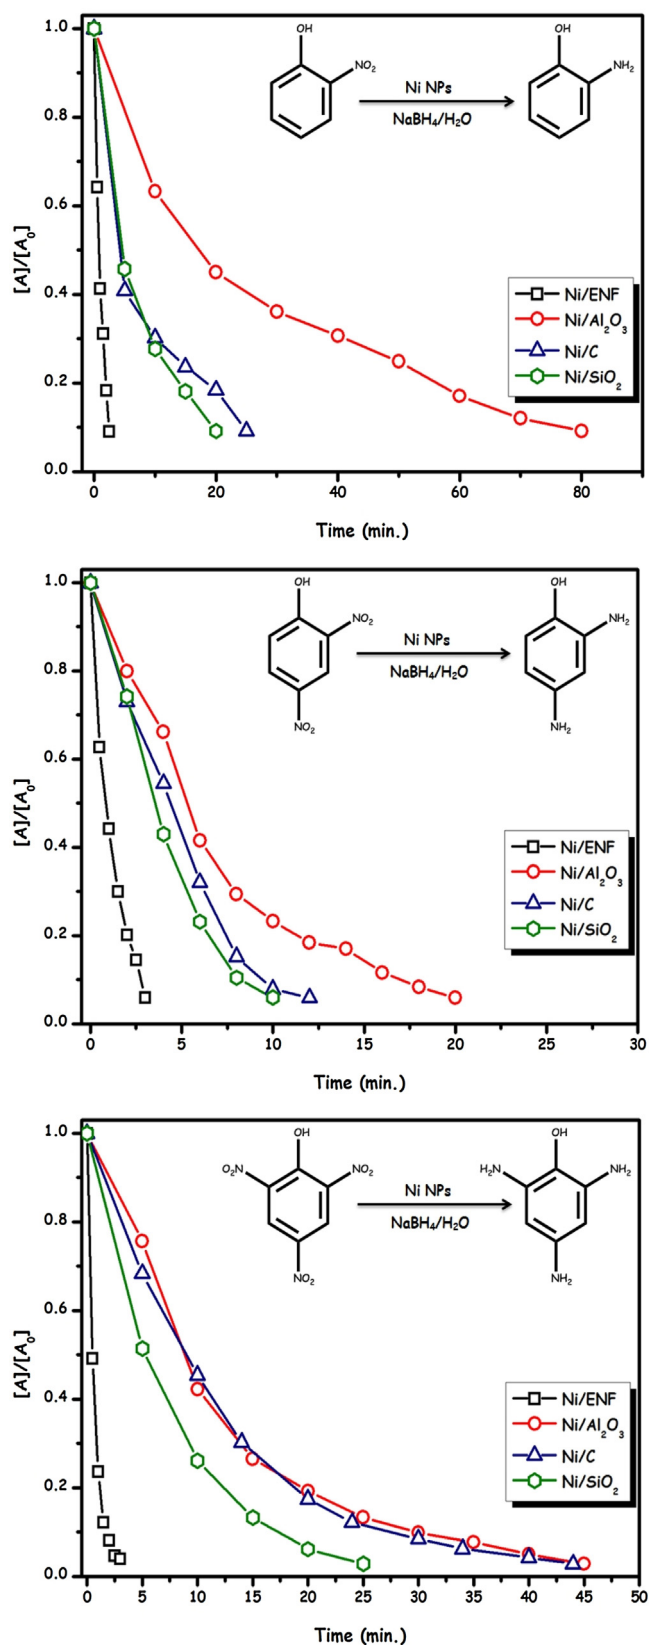 1.0
0.8
0.6
0.4
0.2
0.0
[A]/[A₀]
OH
NO₂
Ni NPs
NaBH₄/H₂O
OH
NH₂
Ni/ENF
Ni/Al₂O₃
Ni/C
Ni/SiO₂
0 20 40 60 80
Time (min.)
1.0
0.8
0.6
0.4
0.2
0.0
[A]/[A₀]
OH
NO₂
NO₂
Ni NPs
NaBH₄/H₂O
OH
NH₂
NH₂
Ni/ENF
Ni/Al₂O₃
Ni/C
Ni/SiO₂
0 5 10 15 20 25 30
Time (min.)
1.0
0.8
0.6
0.4
0.2
0.0
[A]/[A₀]
OH
O₂N
NO₂
NO₂
Ni NPs
NaBH₄/H₂O
OH
H₂N
NH₂
NH₂
Ni/ENF
Ni/Al₂O₃
Ni/C
Ni/SiO₂
0 5 10 15 20 25 30 35 40 45 50
Time (min.)